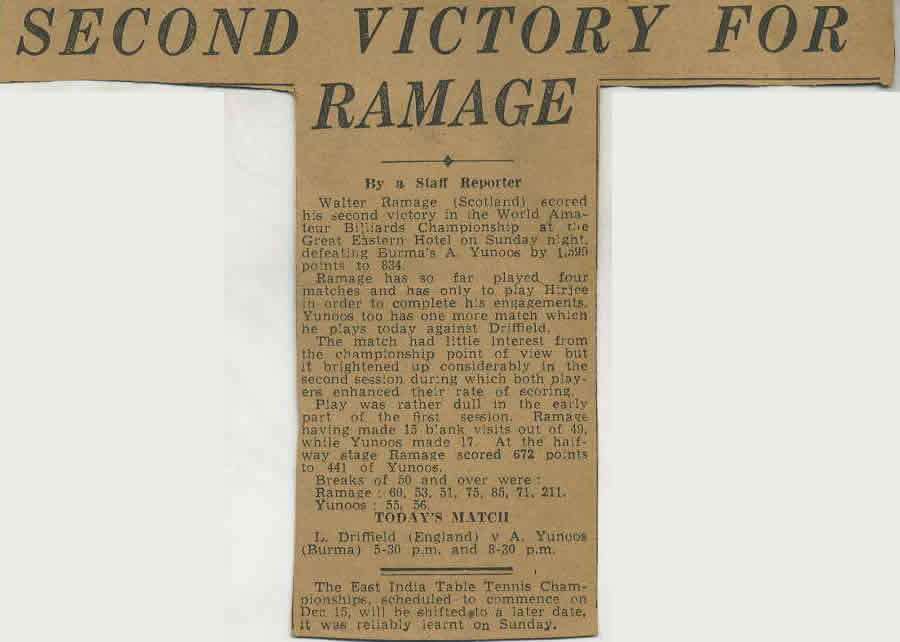 SECOND VICTORY FOR
RAMAGE
By a Staff Reporter
Walter Ramage (Scotland) scored
his second victory in the World Ama-
teur Billiards Championship at the
Great Eastern Hotel on Sunday night,
defeating Burma's A. Yunoos by 1,599
points to 834.
Ramage has so far played four
matches and has only to play Hirjee
in order to complete his engagements.
Yunoos too has one more match which
he plays today against Driffield.
The match had little interest from
the championship point of view but
it brightened up considerably in the
second session during which both play-
ers enhanced their rate of scoring.
Play was rather dull in the early
part of the first session. Ramage
having made 15 blank visits out of 49,
while Yunoos made 17. At the half-
way stage Ramage scored 672 points
to 441 of Yunoos.
Breaks of 50 and over were :
Ramage : 60, 53, 51, 75, 85, 71, 211.
Yunoos : 55, 56.
TODAY'S MATCH
L. Driffield (England) v A. Yunoos
(Burma) 5-30 p.m. and 8-30 p.m.
The East India Table Tennis Cham-
pionships, scheduled to commence on
Dec 15, will be shifted to a later date,
it was reliably learnt on Sunday.